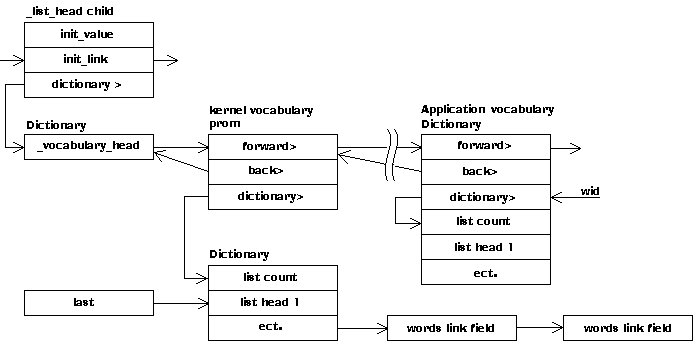 _list_head child
init_value
init_link
dictionary >
Dictionary
_vocabulary_head
kernel vocabulary
prom
forward>
back>
dictionary>
Application vocabulary
Dictionary
forward>
back>
dictionary>
wid
list count
list head 1
ect.
Dictionary
list count
list head 1
ect.
last
words link field
words link field